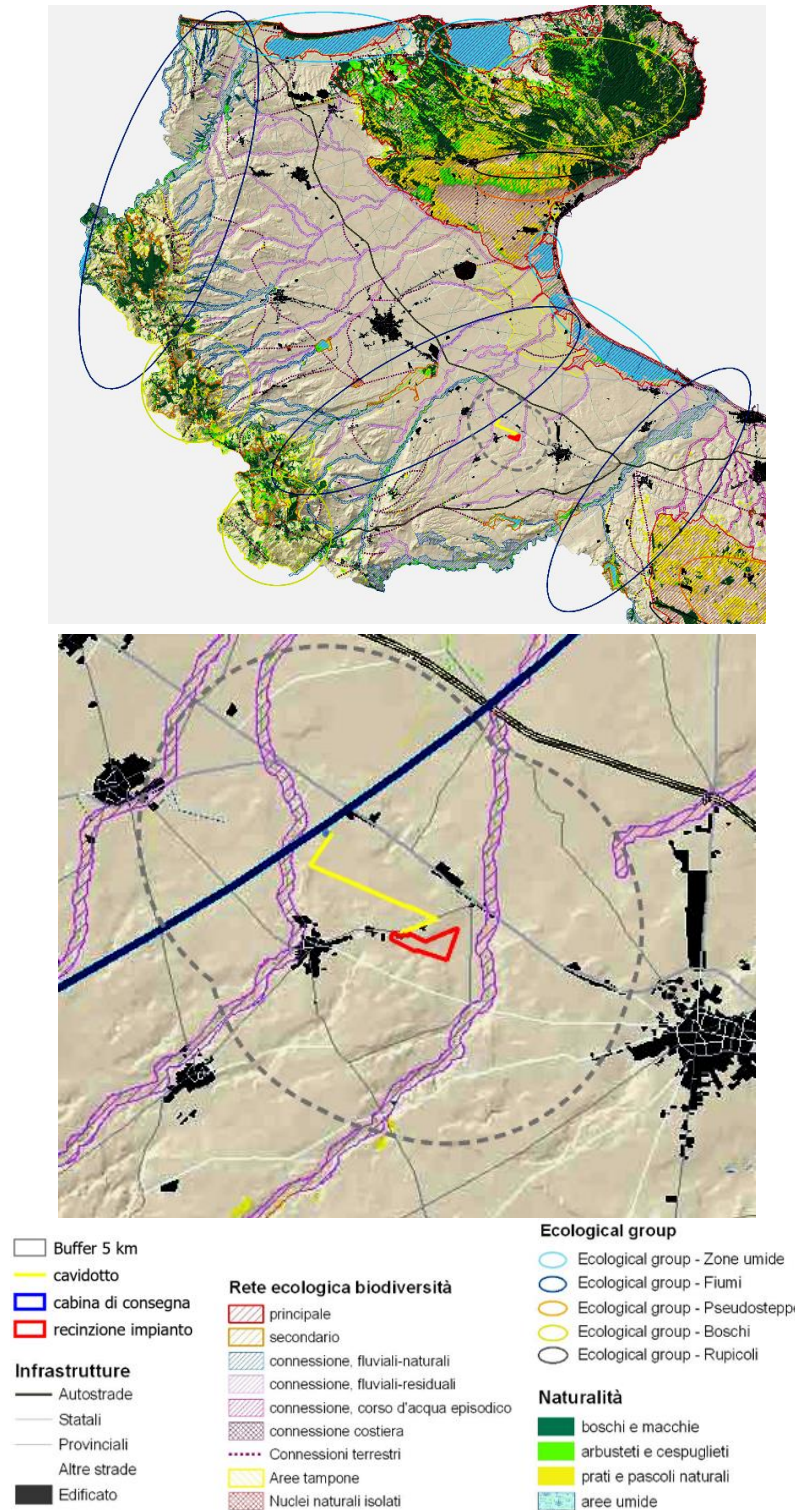 Buffer 5 km
cavidotto
cabina di consegna
recinzione impianto
Infrastrutture
Autostrade
Statali
Provinciali
Altre strade
Edificato
Rete ecologica biodiversità
principale
secondario
connessione, fluviali-naturali
connessione, fluviali-residuali
connessione, corso d'acqua episodico
connessione costiera
Connessioni terrestri
Aree tampone
Nuclei naturali isolati
Ecological group
Ecological group - Zone umide
Ecological group - Fiumi
Ecological group - Pseudosteppe
Ecological group - Boschi
Ecological group - Rupicoli
Naturalità
boschi e macchie
arbusteti e cespuglieti
prati e pascoli naturali
aree umide